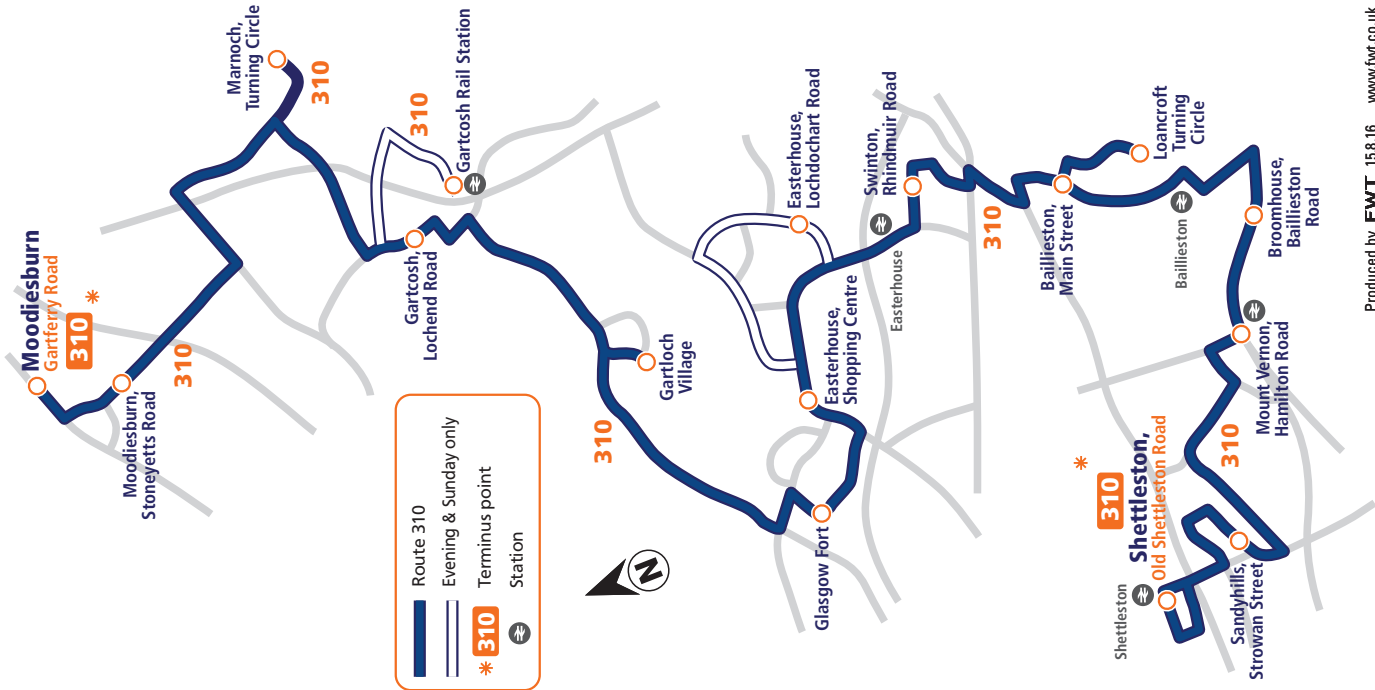 Moodiesburn
Gartferry Road
310
*
Moodiesburn,
Stoneyetts Road
310
Marnoch,
Turning Circle
310
310
Gartcosh Rail Station
Gartcosh,
Lochend Road
Gartloch
Village
310
Route 310
Evening & Sunday only
* 310 Terminus point
Station
N
Glasgow Fort
Easterhouse,
Shopping Centre
Easterhouse,
Lochdochart Road
Easterhouse
Swinton,
Rhindmuir Road
310
Baillieston,
Main Street
Loancroft
Turning
Circle
Baillieston
Broomhouse,
Baillieston
Road
Mount Vernon,
Hamilton Road
310
Sandyhills,
Strowan Street
*
310
Shettleston,
Old Shettleston Road
Shettleston
Produced by FWT 15.8.16 www.fwt.co.uk